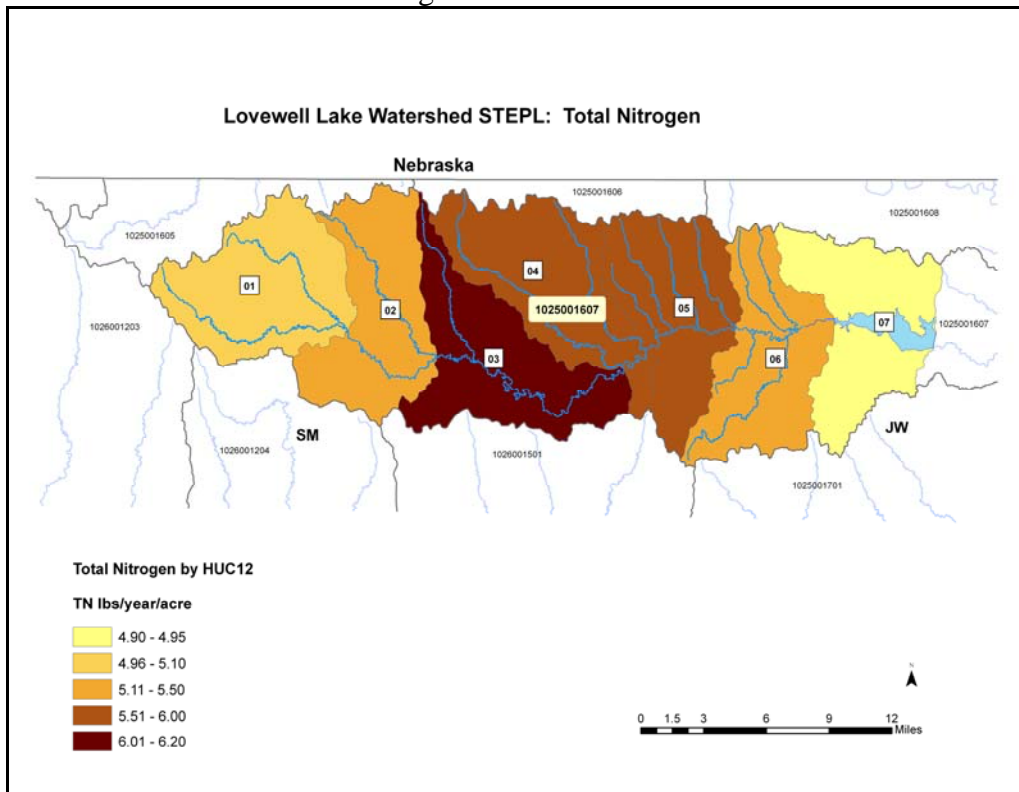 Lovewell Lake Watershed STEPL: Total Nitrogen
Nebraska
1025001606
1025001608
1025001605
04
01
1025001607
02
05
07
1025001607
1026001203
03
06
SM
JW
1026001204
1026001501
1025001701
Total Nitrogen by HUC12
TN lbs/year/acre
4.90 - 4.95
4.96 - 5.10
5.11 - 5.50
5.51 - 6.00
6.01 - 6.20
N
0 1.5 3 6 9 12
Miles